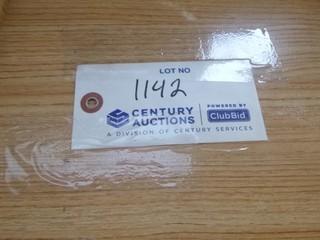 LOT NO
1142
CENTURY AUCTIONS
POWERED BY
ClubBid
A DIVISION OF CENTURY SERVICES